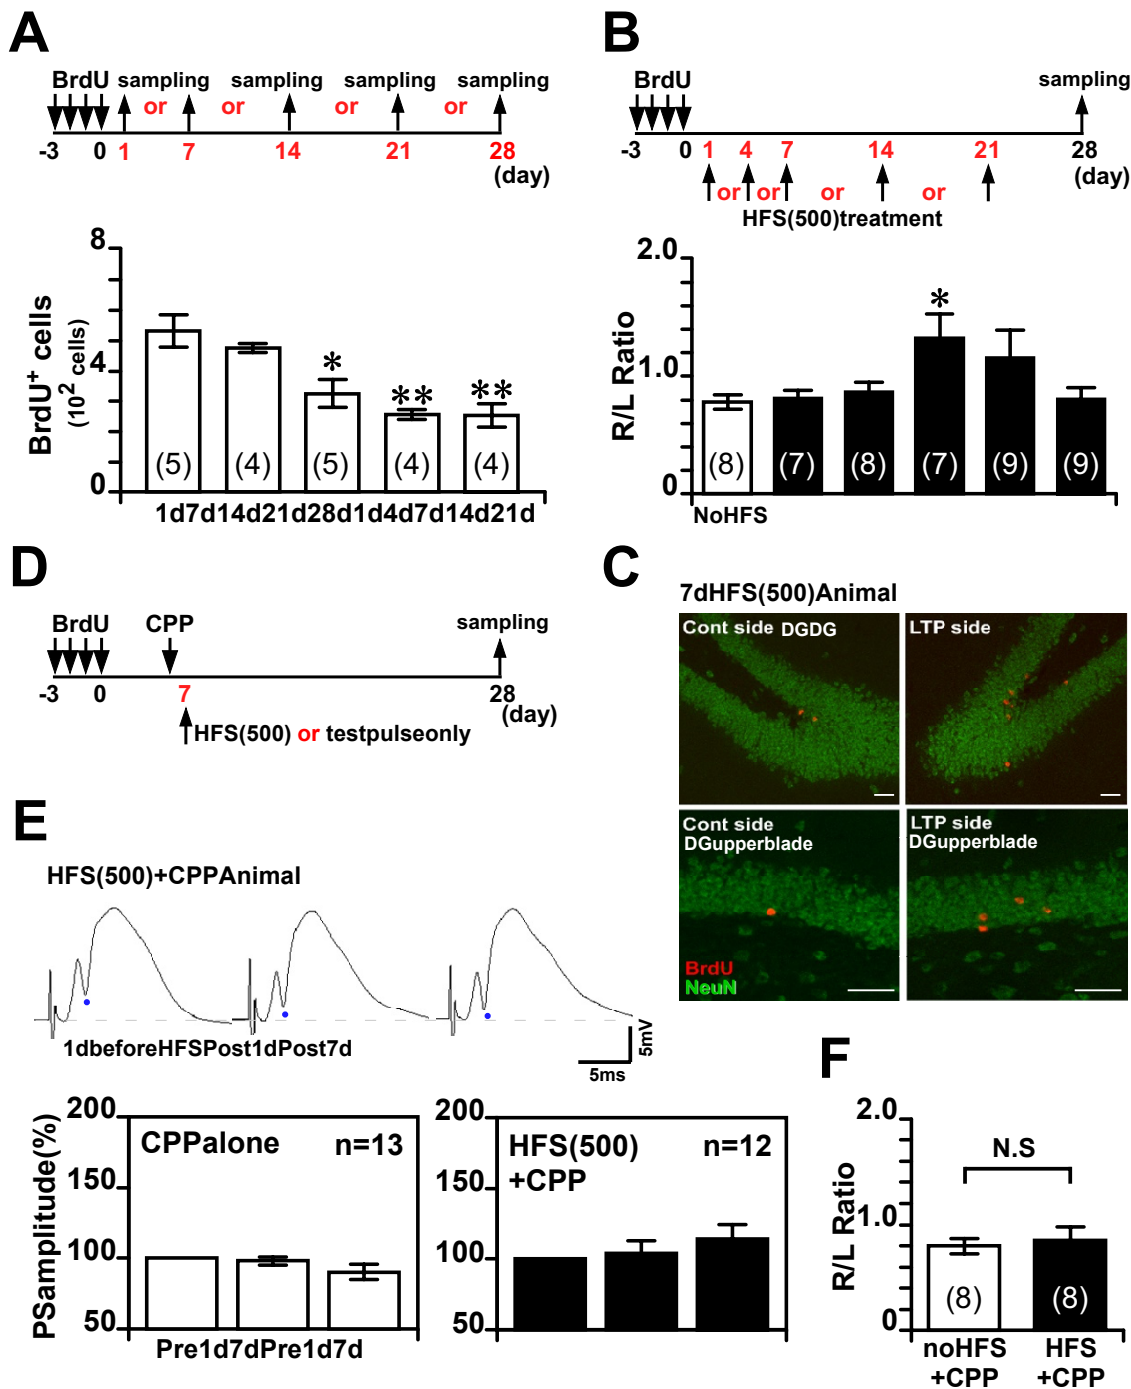 A
BrdU sampling sampling sampling sampling
or or or or
-3 0 1 7 14 21 28
(day)
8
4
0
BrdU+ cells
(102 cells)
* ** **
(5) (4) (5) (4) (4)
1d7d14d21d28d1d4d7d14d21d
B
BrdU sampling
-3 0 1 4 7 14 21 28
or or or or
(day)
HFS(500)treatment
2.0
1.0
0
R/L Ratio
*
(8) (7) (8) (7) (9) (9)
NoHFS
D
BrdU CPP sampling
-3 0 7 28
(day)
HFS(500) or testpulseonly
C
7dHFS(500)Animal
Cont side DGDG
LTP side
Cont side
DGupperblade
LTP side
DGupperblade
BrdU
NeuN
E
HFS(500)+CPPAnimal
1dbeforeHFSPost1dPost7d
5mV
5ms
PSamplitude(%)
200
150
100
50
CPPalone n=13
Pre1d7dPre1d7d
200
150
100
50
HFS(500) n=12
+CPP
F
2.0
1.0
0
R/L Ratio
N.S
(8) (8)
noHFS HFS
+CPP +CPP